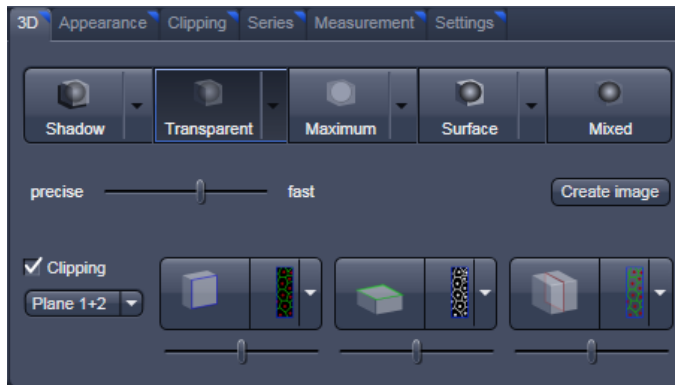 3D Appearance Clipping Series Measurement Settings
Shadow Transparent Maximum Surface Mixed
precise fast Create image
Clipping
Plane 1+2